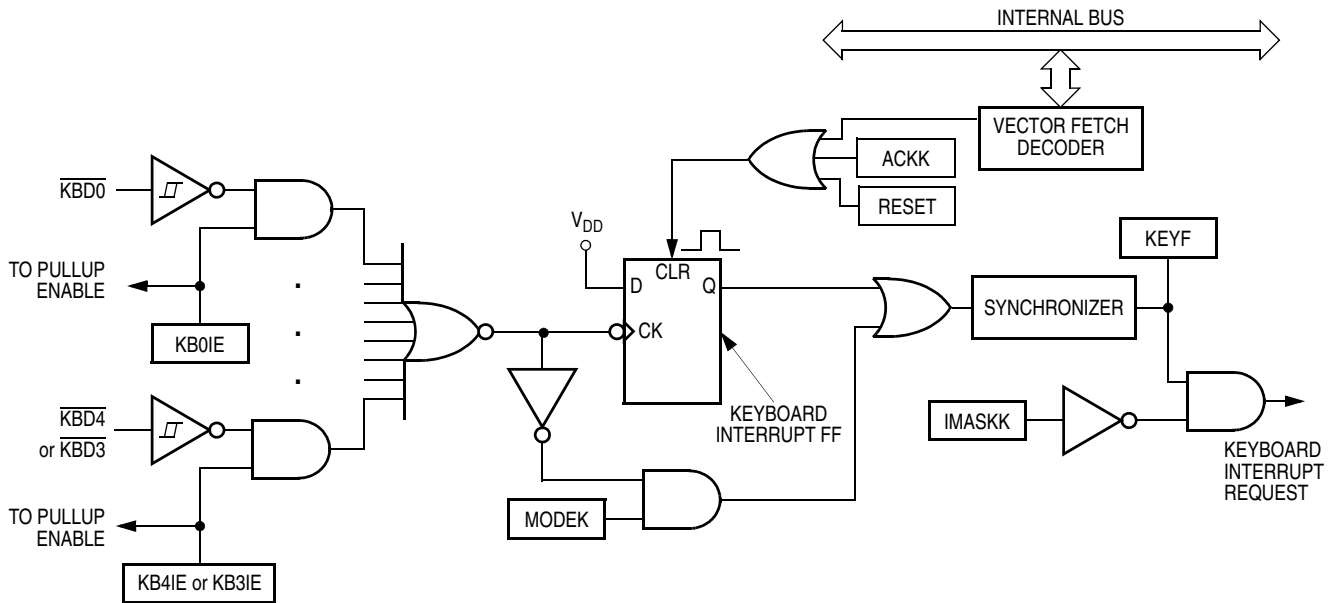 INTERNAL BUS
VECTOR FETCH
DECODER
ACKK
RESET
KBD0
VDD
KEYF
CLR
D
Q
TO PULLUP
ENABLE
SYNCHRONIZER
CK
KB0IE
KBD4
or KBD3
KEYBOARD
INTERRUPT FF
IMASKK
KEYBOARD
INTERRUPT
REQUEST
MODEK
TO PULLUP
ENABLE
KB4IE or KB3IE